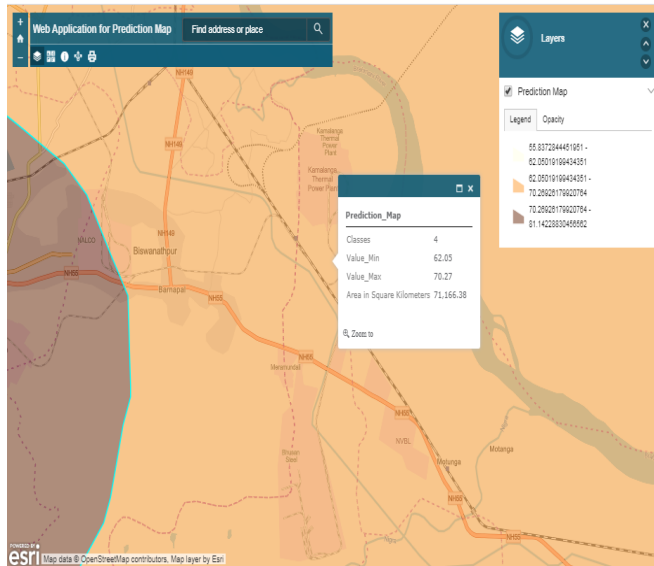 +
Web Application for Prediction Map
Find address or place
−
Layers
Prediction Map
Legend
Opacity
55.8372844451951 -
62.05019199434351
62.05019199434351 -
70.26926179920764
70.26926179920764 -
81.14228830456562
NH149
Kamalanga
Thermal
Power
Plant
Kamalanga
Thermal
Power Plant
NH149
NH149
NALCO
Biswanathpur
NH55
Banarpal
NH55
Prediction_Map
Classes 4
Value_Min 62.05
Value_Max 70.27
Area in Square Kilometers 71,166.38
Zoom to
NH55
Meramundali
NH55
NVBL
Bhusan
Steel
Motunga
Motanga
NH55
NH55
POWERED BY
esri
Map data © OpenStreetMap contributors, Map layer by Esri